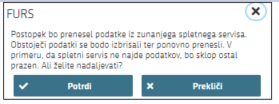 FURS
Postopek bo prenesel podatke iz zunanjega spletnega servisa.
Obstoječi podatki se bodo izbrisali ter ponovno prenesli. V
primeru, da spletni servis ne najde podatkov, bo sklop ostal
prazen. Ali želite nadaljevati?
Potrdi
Prekliči